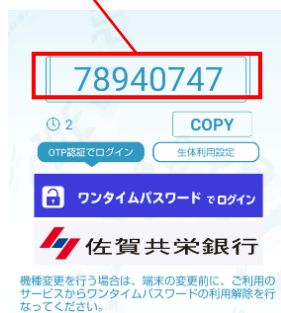 78940747
2
COPY
OTP認証でログイン
生体利用設定
ワンタイムパスワード でログイン
佐賀共栄銀行
機種変更を行う場合は、端末の変更前に、ご利用の
サービスからワンタイムパスワードの利用解除を行
なってください。